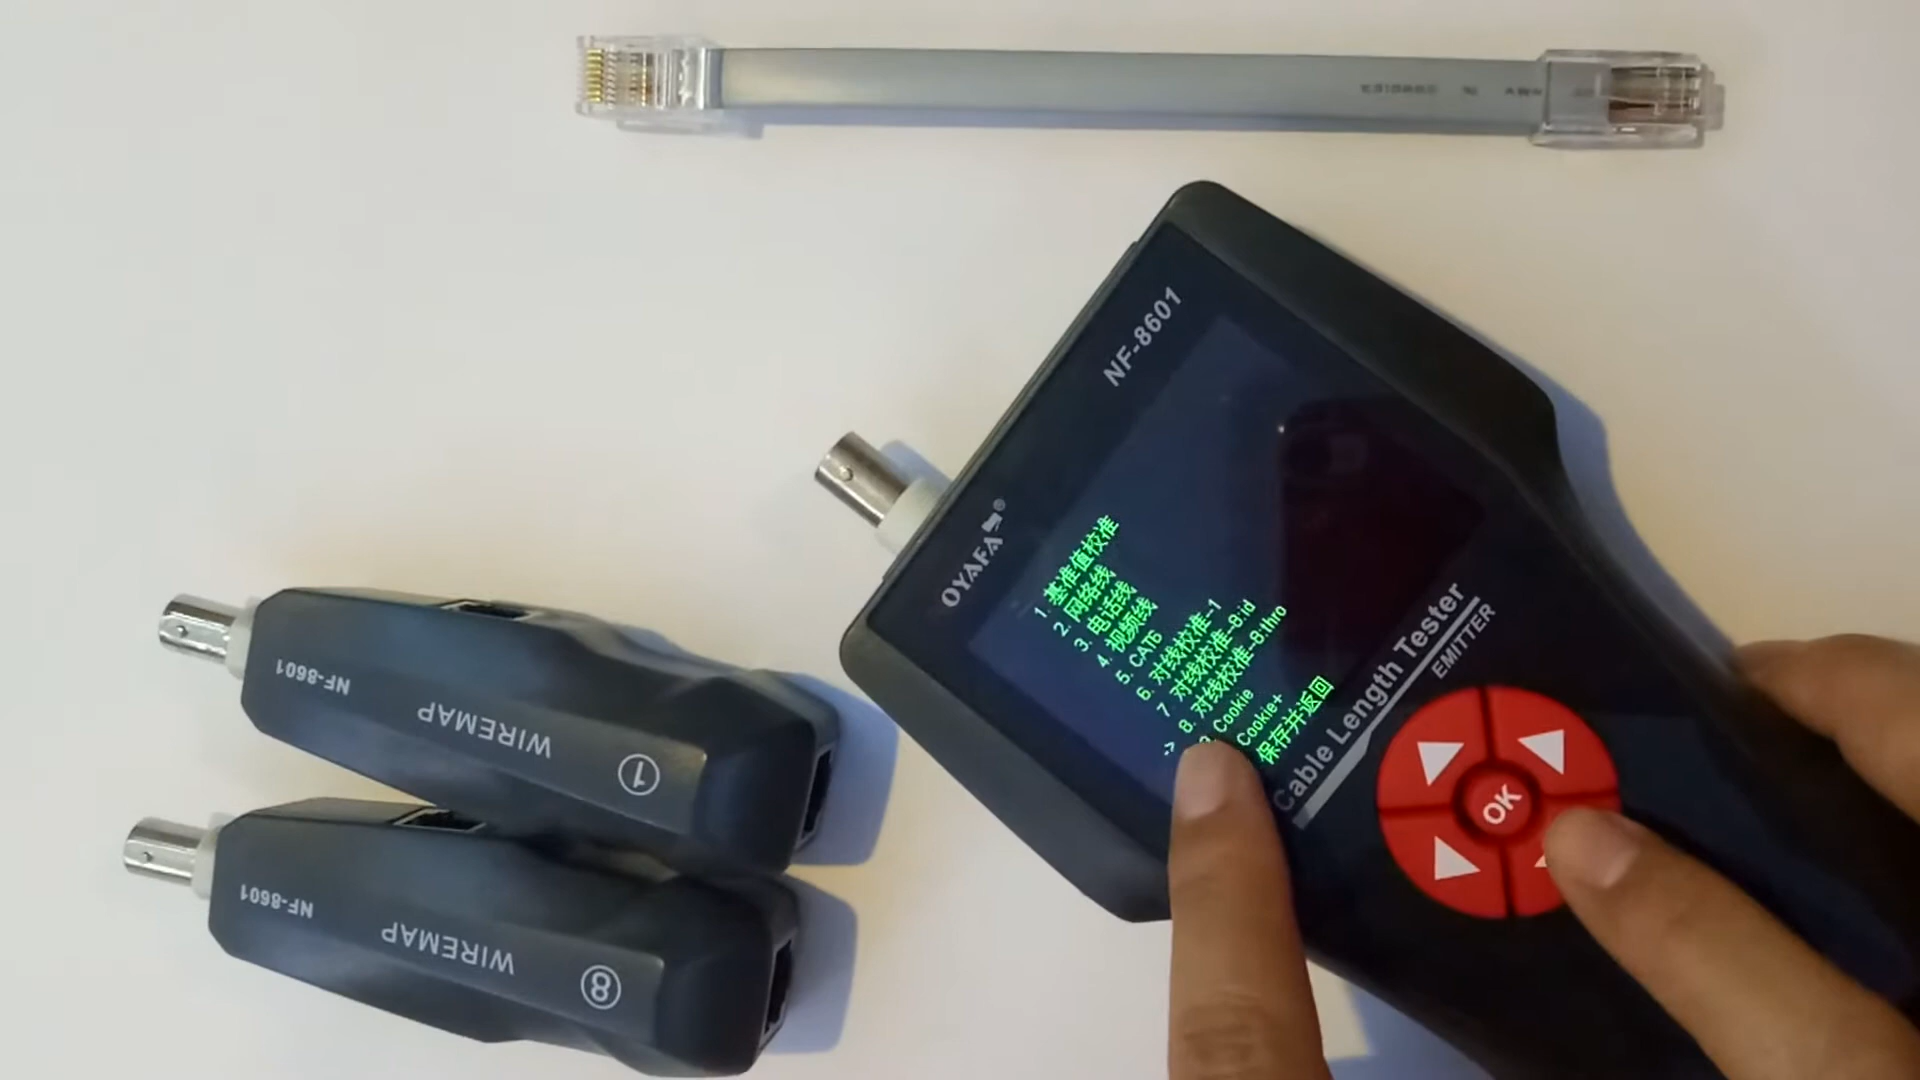 NF-8601
OYAFA®
1. 基准值校准
2. 网络线
3. 电话线
4. 视频线
5. CAT6
6. 对线校准-1
7. 对线校准-8:id
-> 8. 对线校准-8:thro
Cookie
Cookie+
保存并返回
Cable Length Tester
EMITTER
OK
NF-8601
WIREMAP
1
NF-8601
WIREMAP
8